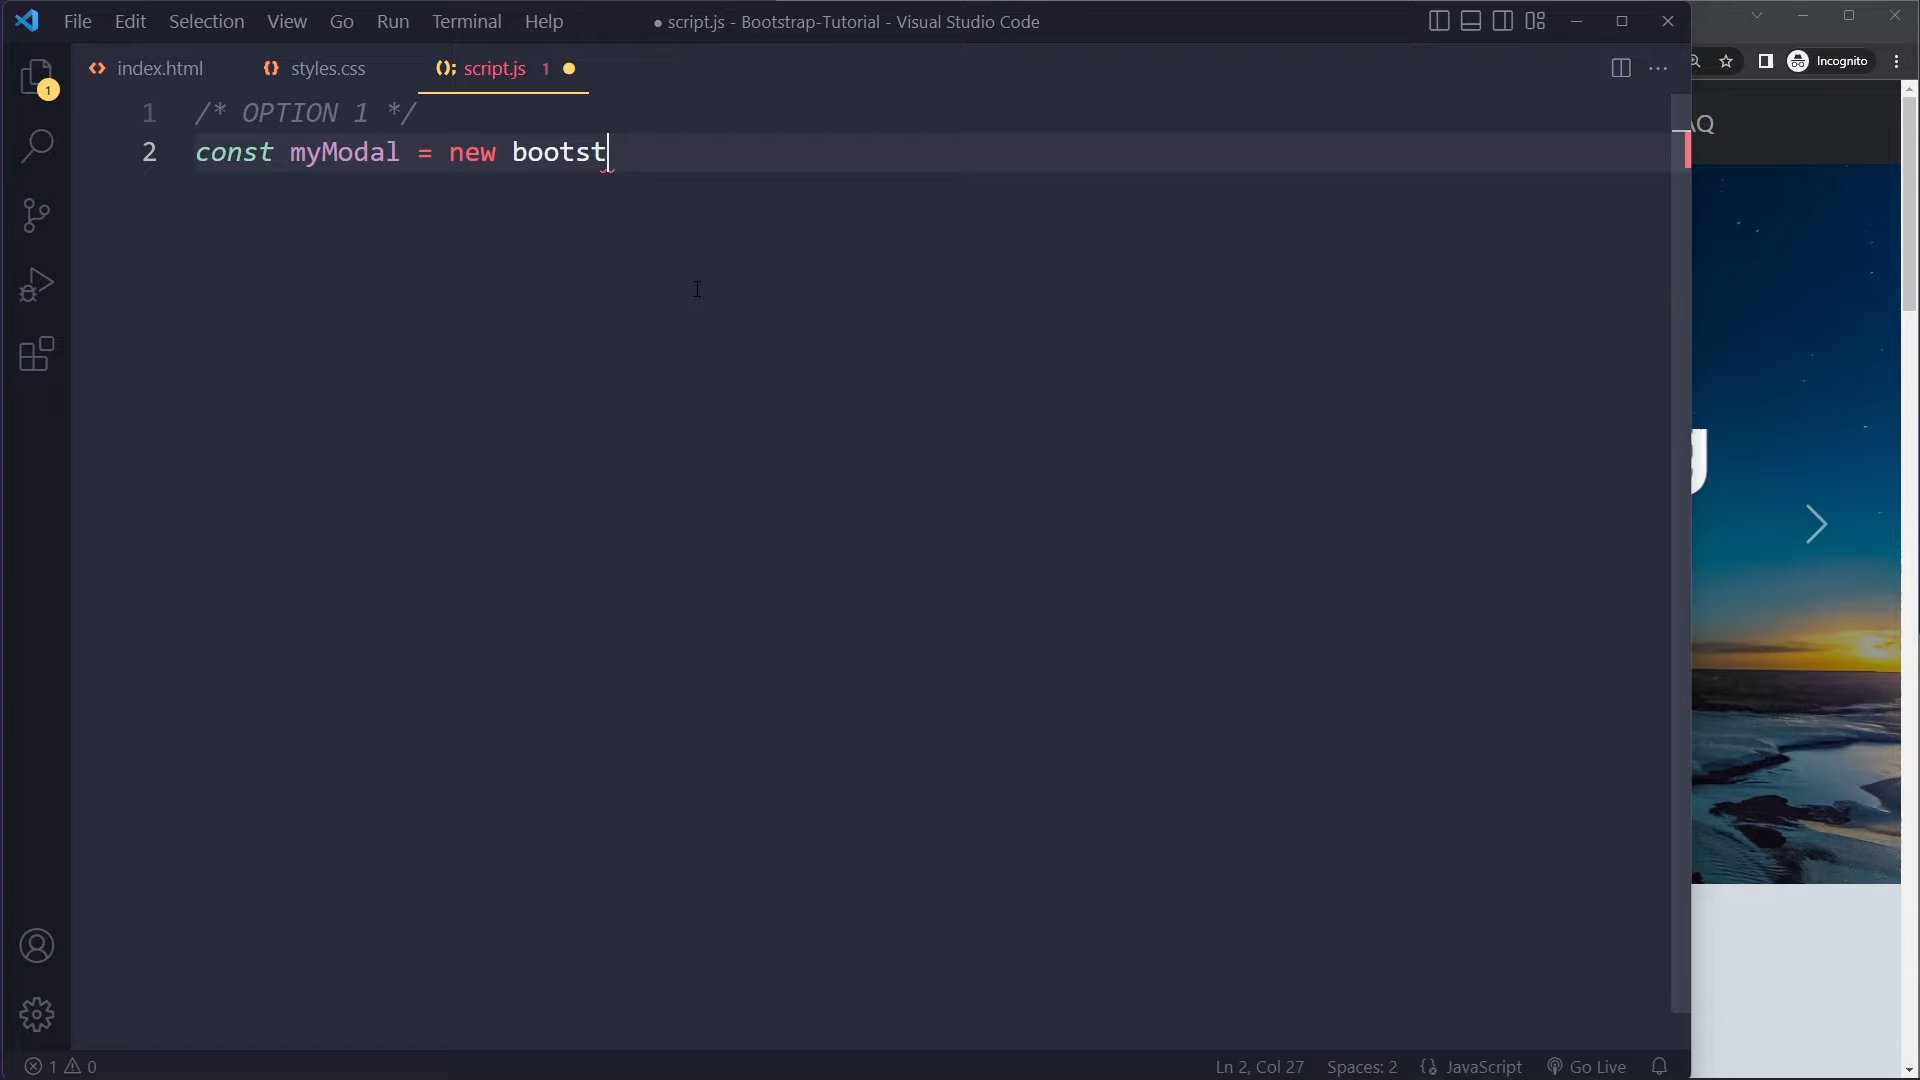 File Edit Selection View Go Run Terminal Help
● script.js - Bootstrap-Tutorial - Visual Studio Code
index.html
styles.css
script.js 1
Incognito
1
1 /* OPTION 1 */
2 const myModal = new bootst
AQ
g
1 0
Ln 2, Col 27
Spaces: 2
JavaScript
Go Live